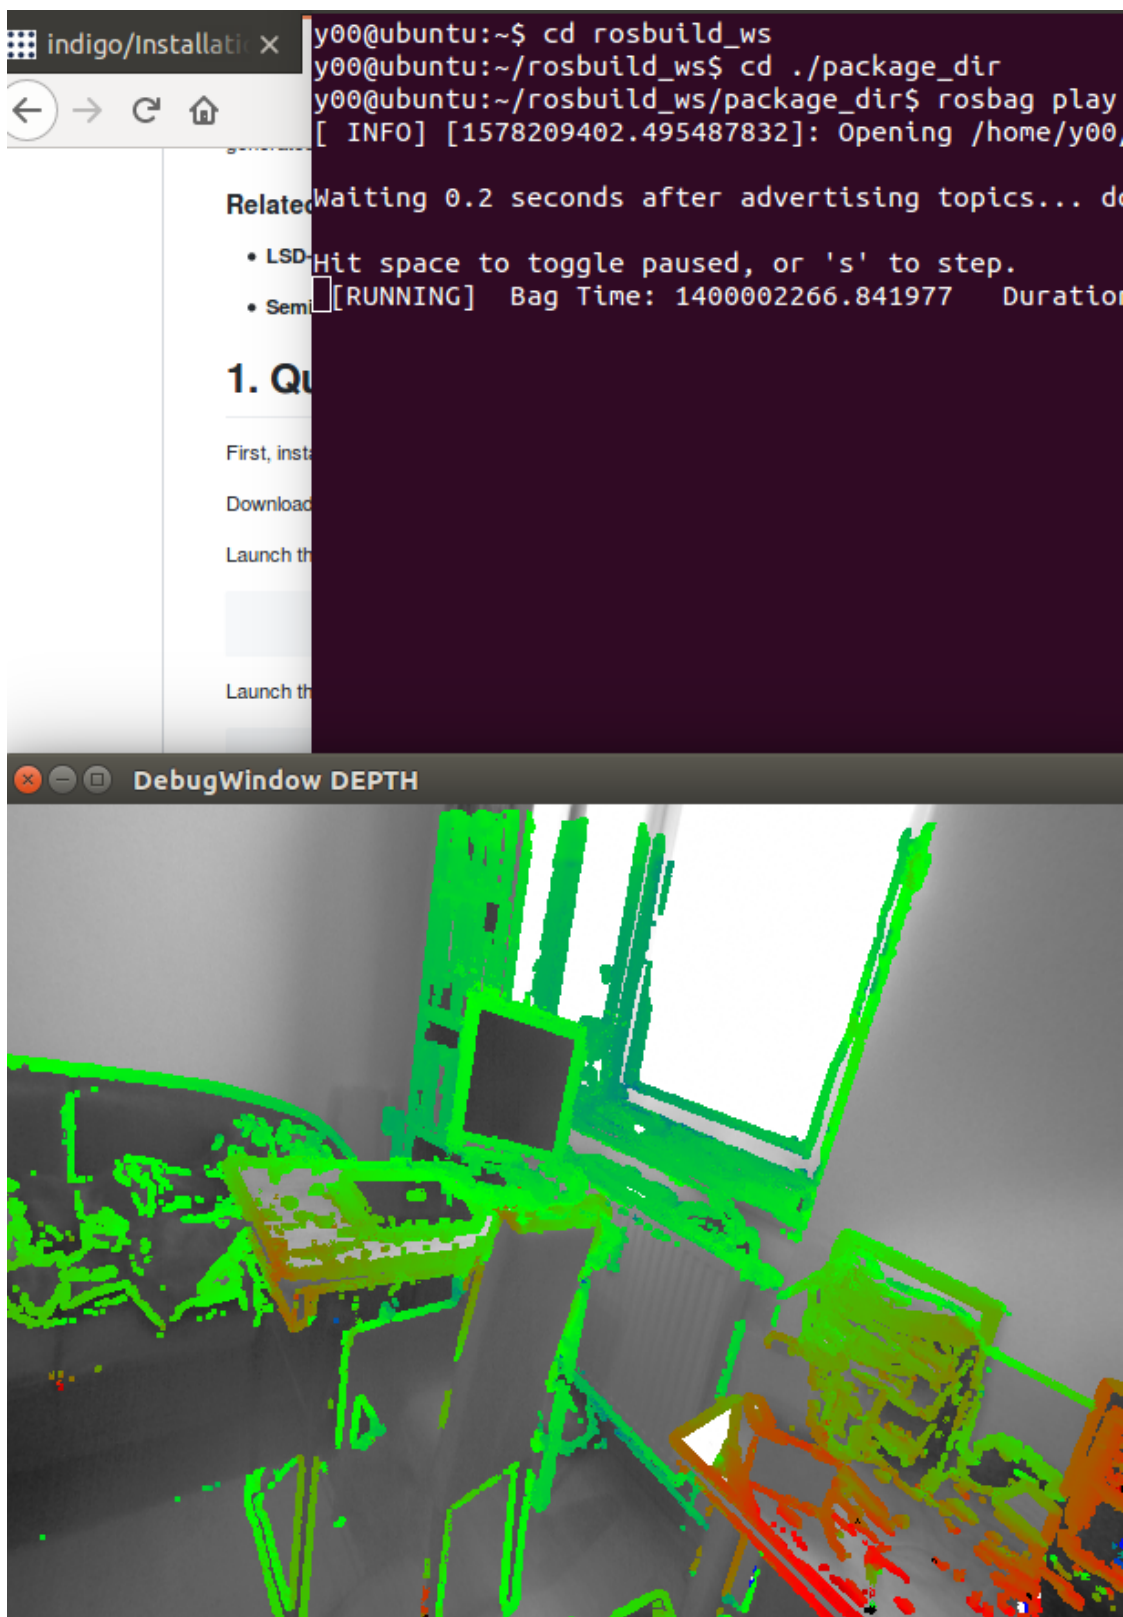 indigo/Installati
y00@ubuntu:~$ cd rosbuild_ws
y00@ubuntu:~/rosbuild_ws$ cd ./package_dir
y00@ubuntu:~/rosbuild_ws/package_dir$ rosbag play
[ INFO] [1578209402.495487832]: Opening /home/y00/
Waiting 0.2 seconds after advertising topics... do
Hit space to toggle paused, or 's' to step.
[RUNNING] Bag Time: 1400002266.841977 Duration
Related
• LSD-
• Semi
1. Qu
First, insta
Download
Launch th
Launch th
DebugWindow DEPTH